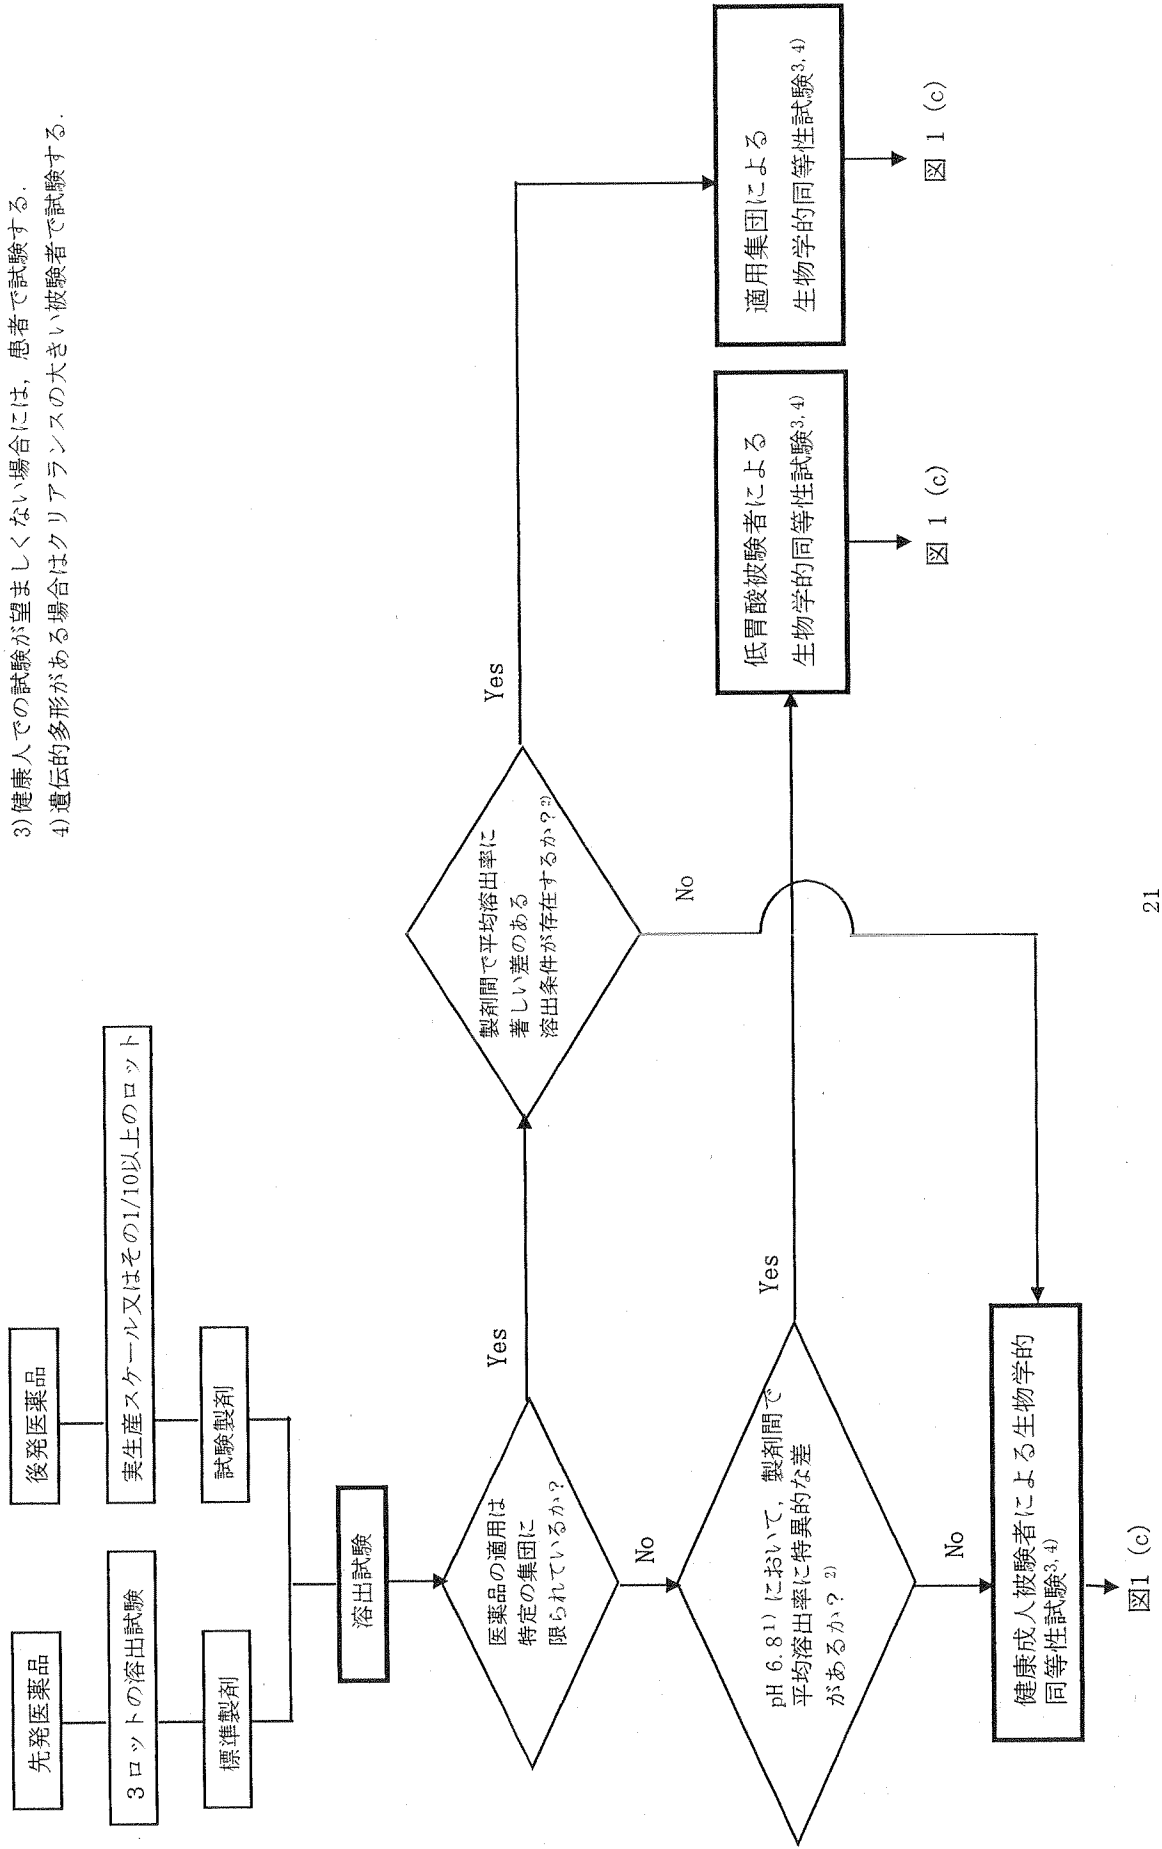 3)健康人での試験が望ましくない場合には，患者で試験する．
4)遺伝的多形がある場合はクリアランスの大きい被験者で試験する．
先発医薬品
後発医薬品
3ロットの溶出試験
実生産スケール又はその1/10以上のロット
標準製剤
試験製剤
溶出試験
医薬品の適用は
特定の集団に
限られているか?
Yes
製剤間で平均溶出率に
著しい差のある
溶出条件が存在するか?2)
Yes
No
No
pH 6.8 1) において，製剤間で
平均溶出率に特異的な差
があるか? 2)
Yes
低胃酸被験者による
生物学的同等性試験3,4)
適用集団による
生物学的同等性試験3,4)
図 1 (c)
図 1 (c)
No
健康成人被験者による生物学的
同等性試験3,4)
図1 (c)
21